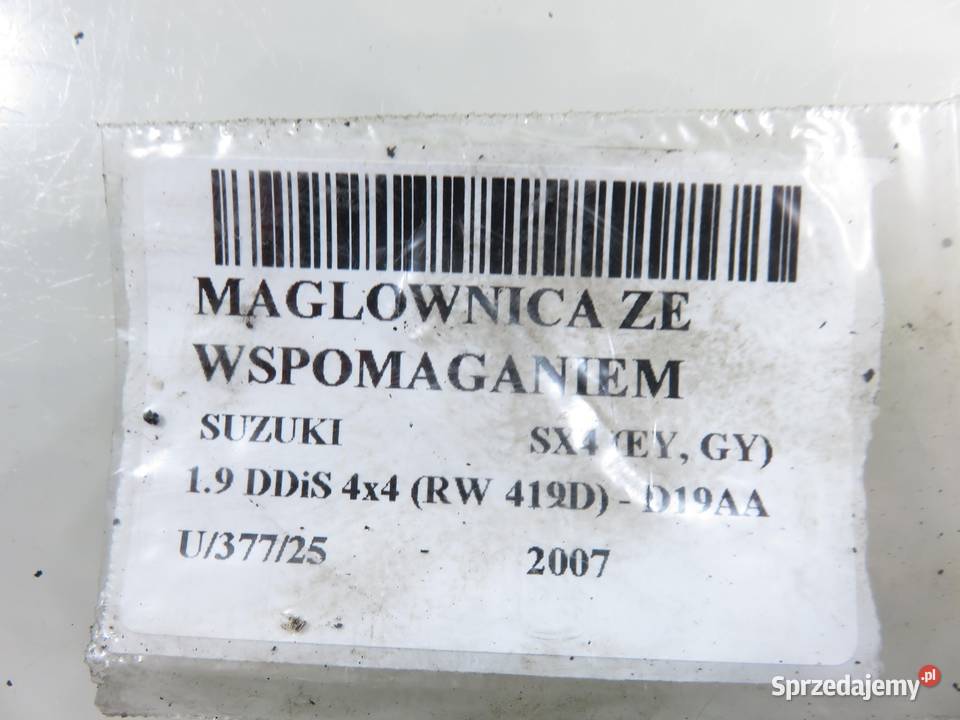 MAGLOWNICA ZE
WSPOMAGANIEM
SUZUKI SX4 (EY, GY)
1.9 DDiS 4x4 (RW 419D) - D19AA
U/377/25 2007
Sprzedajemy.pl